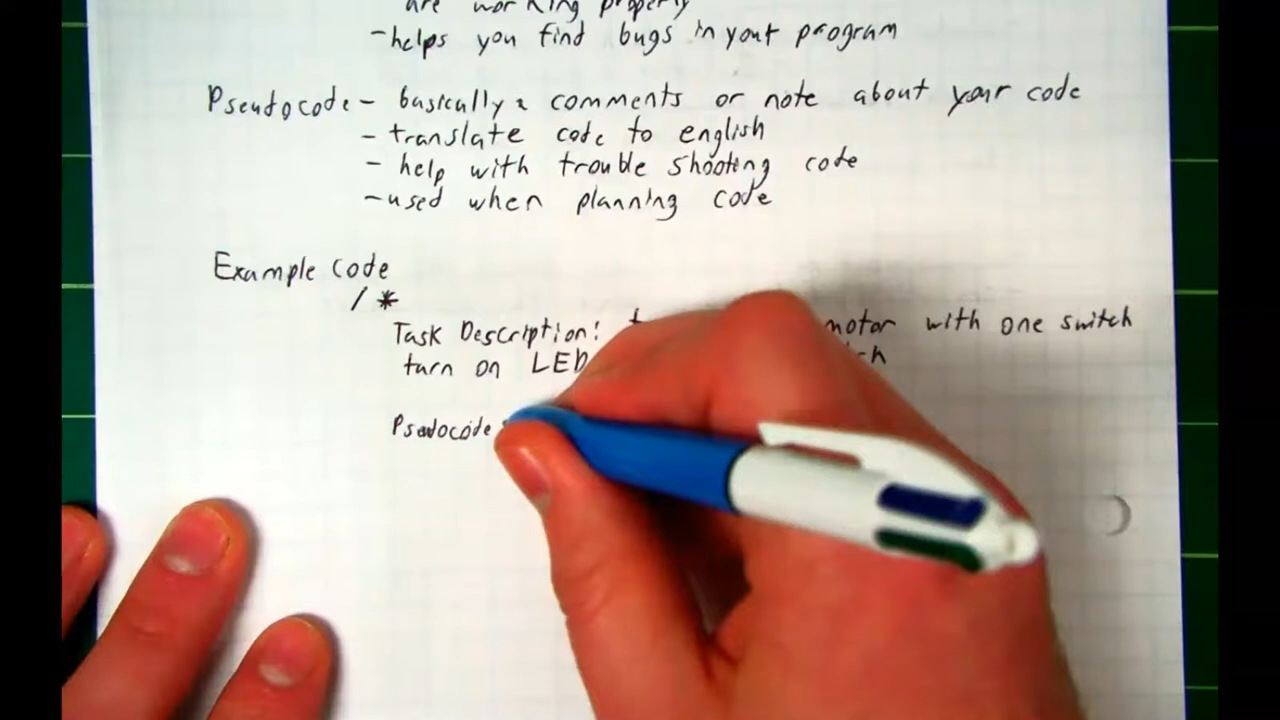 are working properly
-helps you find bugs in your program
Pseudocode - basically a comments or note about your code
- translate code to english
- help with trouble shooting code
-used when planning code
Example Code
/*
Task Description: motor with one switch
turn on LED
Psedocode